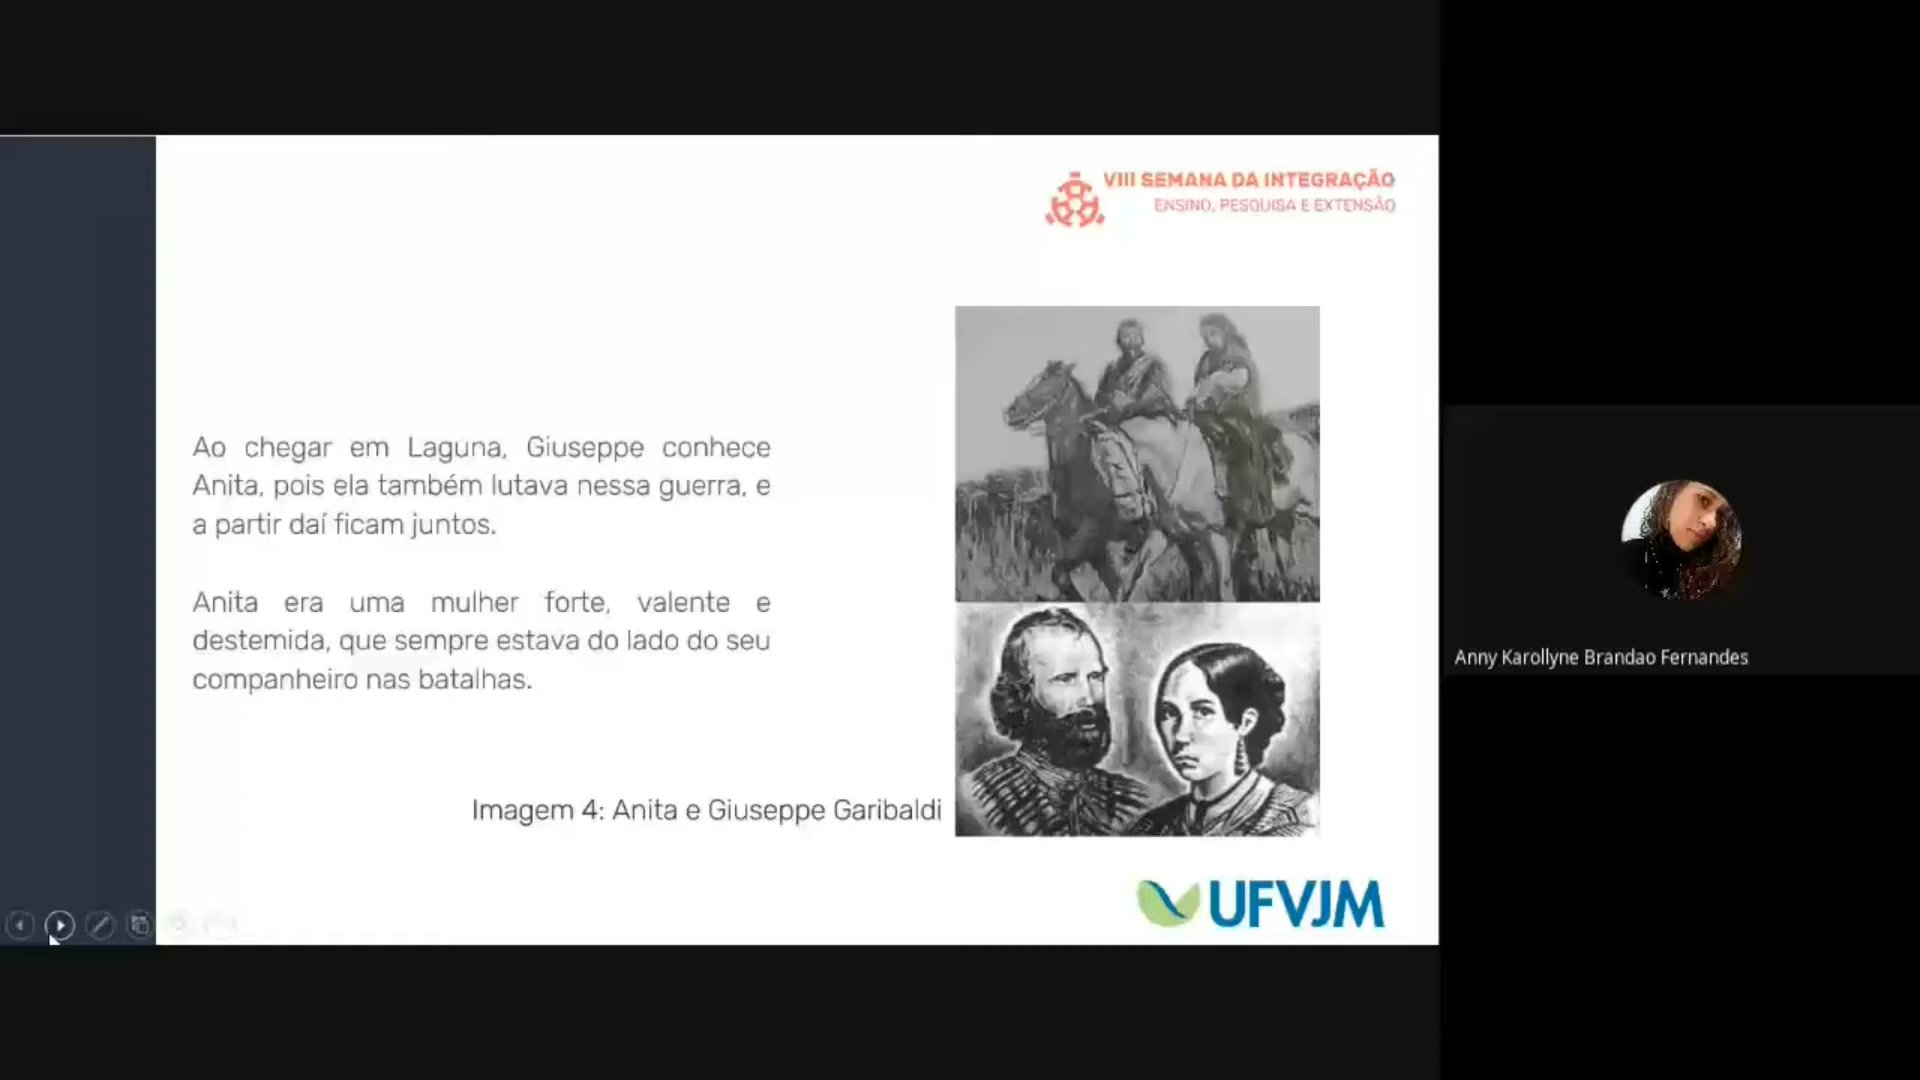 VIII SEMANA DA INTEGRAÇÃO
ENSINO, PESQUISA E EXTENSÃO
Ao chegar em Laguna, Giuseppe conhece
Anita, pois ela também lutava nessa guerra, e
a partir daí ficam juntos.
Anita era uma mulher forte, valente e
destemida, que sempre estava do lado do seu
companheiro nas batalhas.
Imagem 4: Anita e Giuseppe Garibaldi
UFVJM
Anny Karollyne Brandao Fernandes